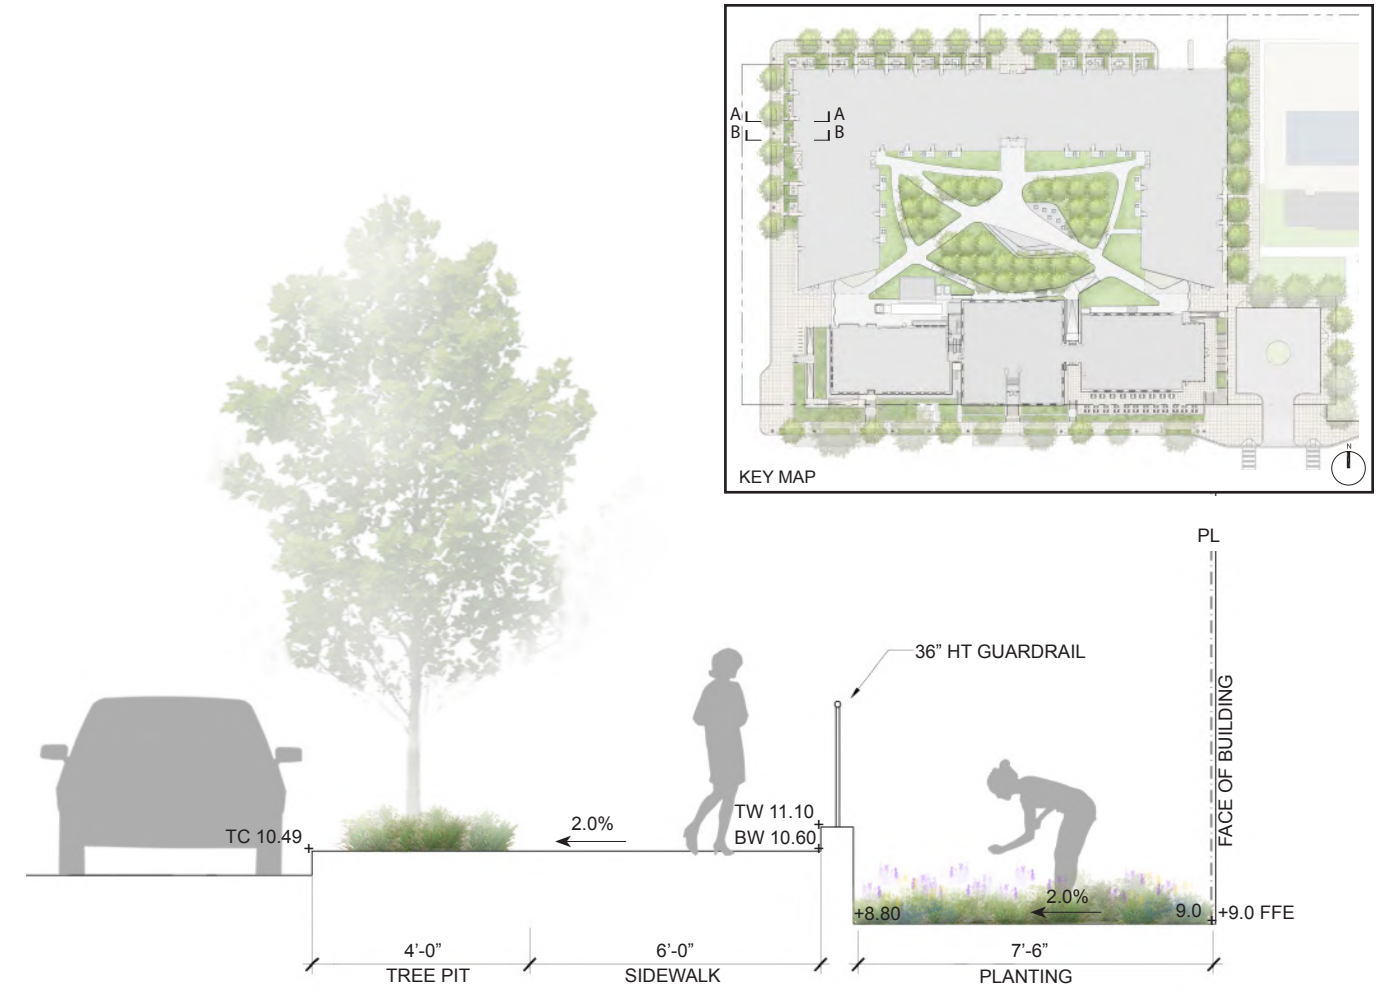 A
A
B
B
N
KEY MAP
PL
36” HT GUARDRAIL
FACE OF BUILDING
TW 11.10
2.0%
TC 10.49
BW 10.60
2.0%
+8.80
9.0
+9.0 FFE
4’-0”
6’-0”
7’-6”
TREE PIT
SIDEWALK
PLANTING